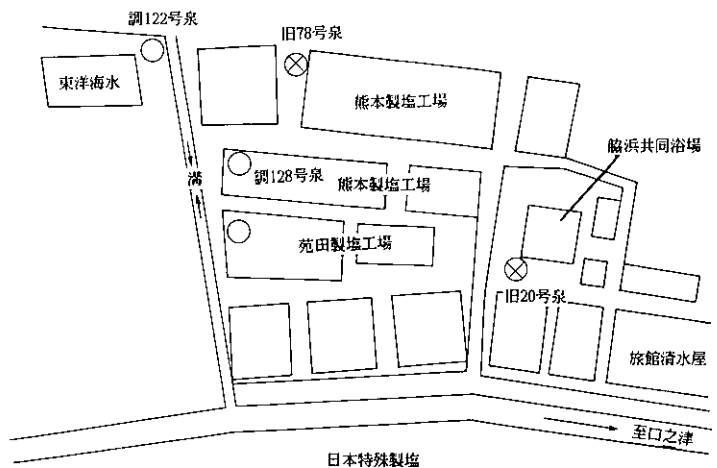 調122号泉
旧78号泉
東洋海水
熊本製塩工場
脇浜共同浴場
溝
調128号泉
熊本製塩工場
苑田製塩工場
旧20号泉
旅館清水屋
至口之津
日本特殊製塩